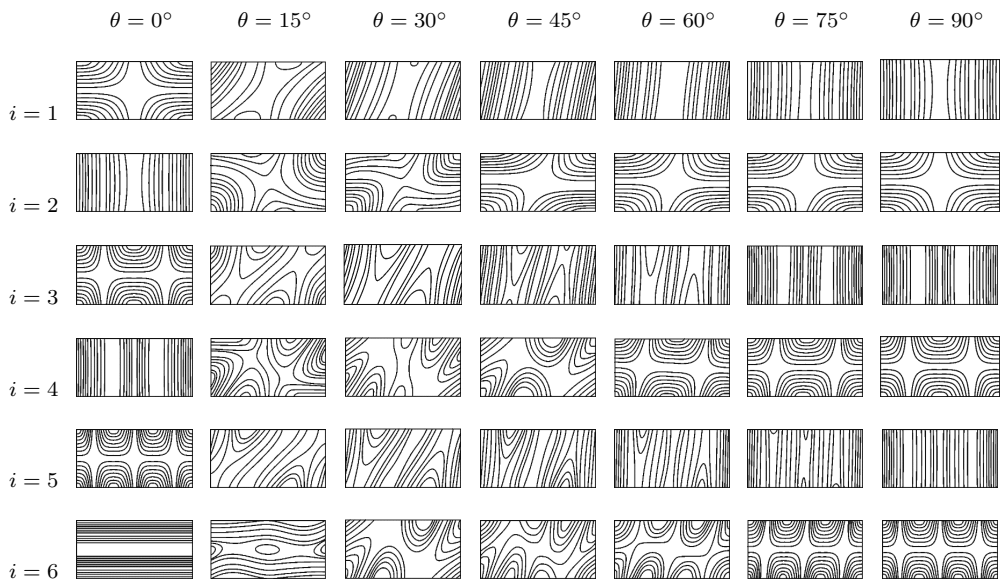 θ = 0° θ = 15° θ = 30° θ = 45° θ = 60° θ = 75° θ = 90°
i = 1
i = 2
i = 3
i = 4
i = 5
i = 6